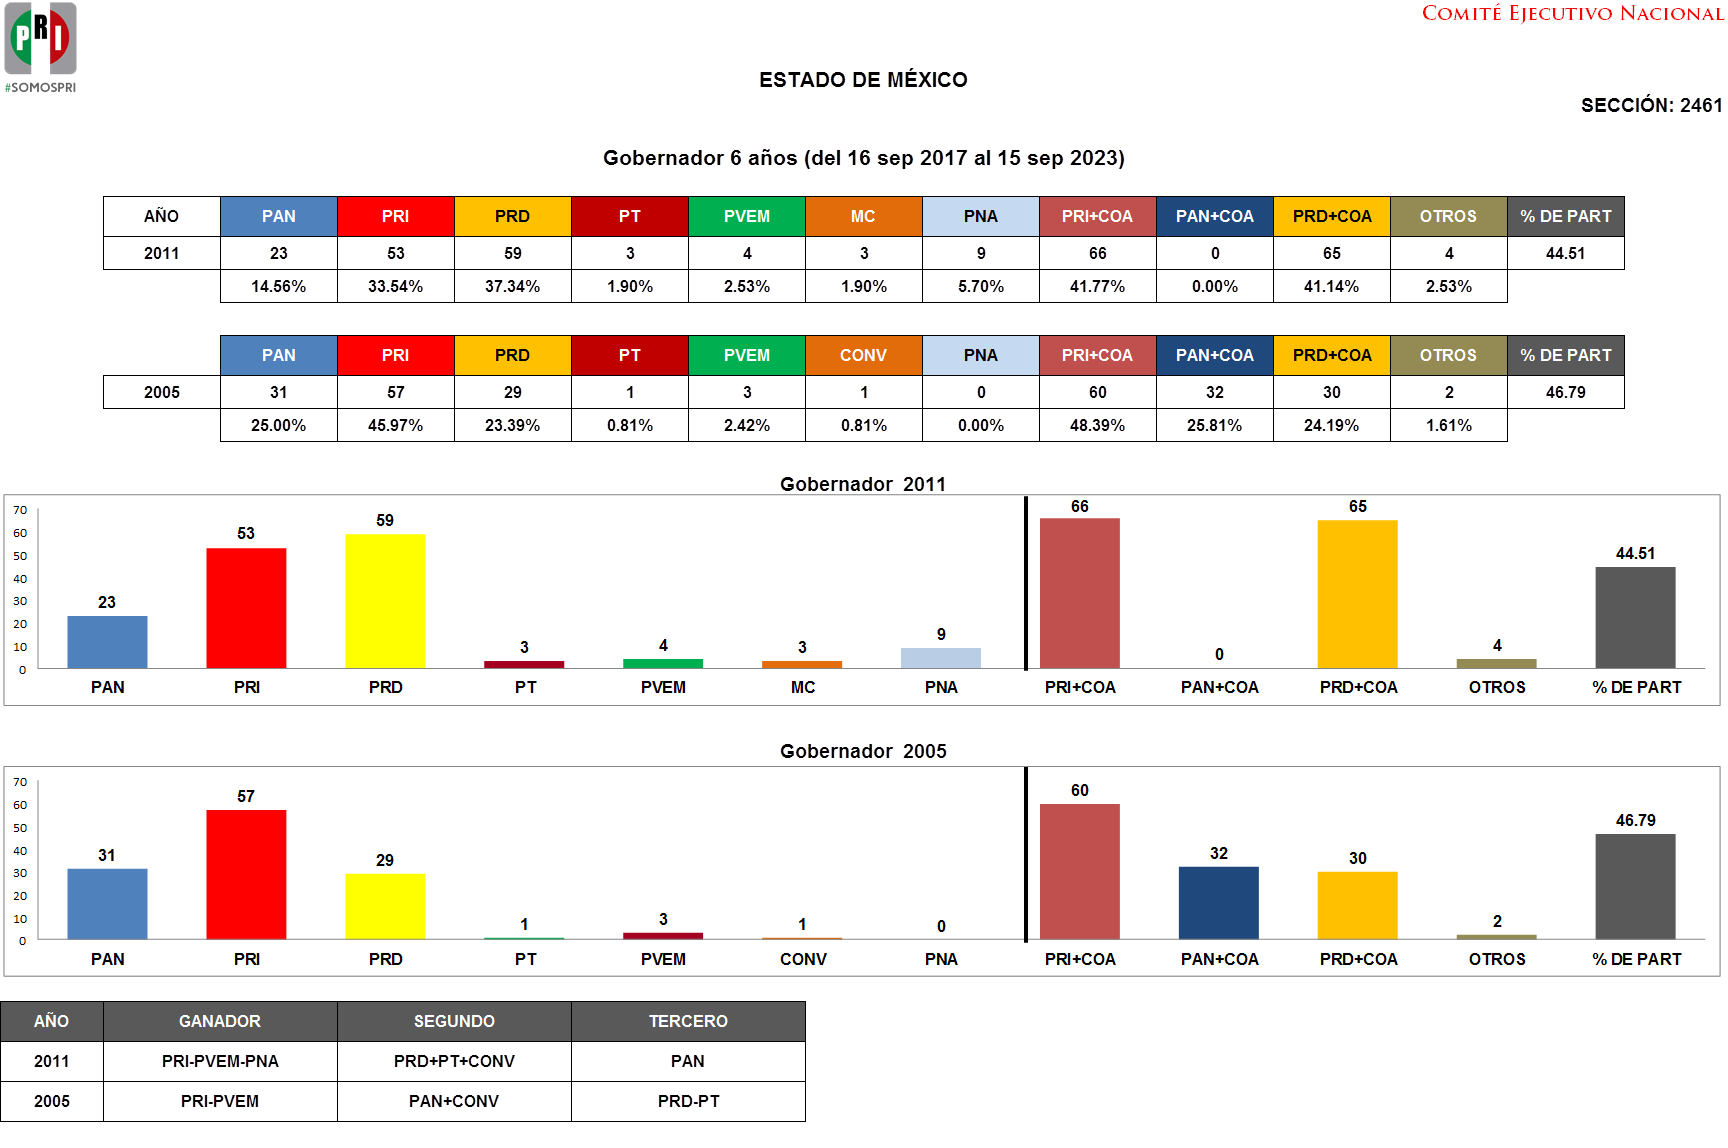 PRI
#SOMOSPRI
COMITÉ EJECUTIVO NACIONAL
ESTADO DE MÉXICO
SECCIÓN: 2461
Gobernador 6 años (del 16 sep 2017 al 15 sep 2023)
AÑO PAN PRI PRD PT PVEM MC PNA PRI+COA PAN+COA PRD+COA OTROS % DE PART
2011 23 53 59 3 4 3 9 66 0 65 4 44.51
14.56% 33.54% 37.34% 1.90% 2.53% 1.90% 5.70% 41.77% 0.00% 41.14% 2.53%
PAN PRI PRD PT PVEM CONV PNA PRI+COA PAN+COA PRD+COA OTROS % DE PART
2005 31 57 29 1 3 1 0 60 32 30 2 46.79
25.00% 45.97% 23.39% 0.81% 2.42% 0.81% 0.00% 48.39% 25.81% 24.19% 1.61%
Gobernador 2011
70
60
50
40
30
20
10
0
23 53 59 3 4 3 9 66 0 65 4 44.51
PAN PRI PRD PT PVEM MC PNA PRI+COA PAN+COA PRD+COA OTROS % DE PART
Gobernador 2005
70
60
50
40
30
20
10
0
31 57 29 1 3 1 0 60 32 30 2 46.79
PAN PRI PRD PT PVEM CONV PNA PRI+COA PAN+COA PRD+COA OTROS % DE PART
AÑO GANADOR SEGUNDO TERCERO
2011 PRI-PVEM-PNA PRD+PT+CONV PAN
2005 PRI-PVEM PAN+CONV PRD-PT